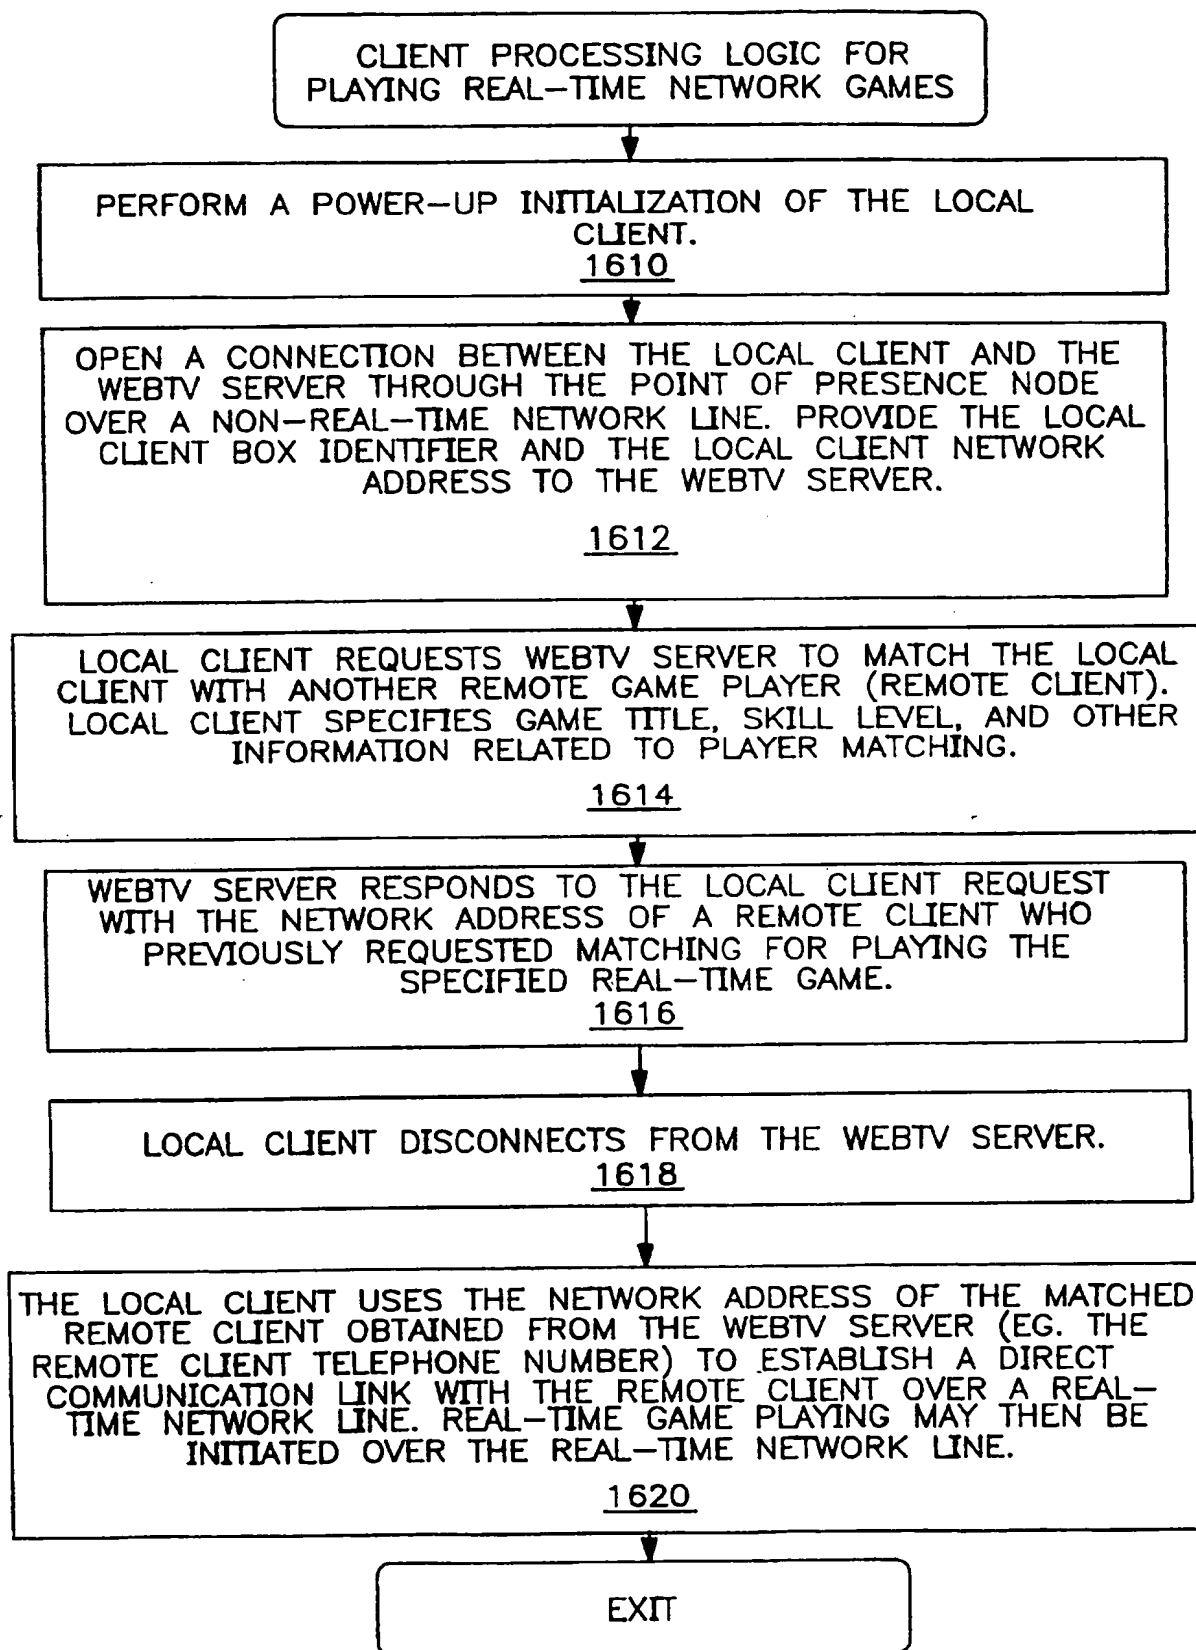 CLIENT PROCESSING LOGIC FOR
PLAYING REAL-TIME NETWORK GAMES
PERFORM A POWER-UP INITIALIZATION OF THE LOCAL
CLIENT.
1610
OPEN A CONNECTION BETWEEN THE LOCAL CLIENT AND THE
WEBTV SERVER THROUGH THE POINT OF PRESENCE NODE
OVER A NON-REAL-TIME NETWORK LINE. PROVIDE THE LOCAL
CLIENT BOX IDENTIFIER AND THE LOCAL CLIENT NETWORK
ADDRESS TO THE WEBTV SERVER.
1612
LOCAL CLIENT REQUESTS WEBTV SERVER TO MATCH THE LOCAL
CLIENT WITH ANOTHER REMOTE GAME PLAYER (REMOTE CLIENT).
LOCAL CLIENT SPECIFIES GAME TITLE, SKILL LEVEL, AND OTHER
INFORMATION RELATED TO PLAYER MATCHING.
1614
WEBTV SERVER RESPONDS TO THE LOCAL CLIENT REQUEST
WITH THE NETWORK ADDRESS OF A REMOTE CLIENT WHO
PREVIOUSLY REQUESTED MATCHING FOR PLAYING THE
SPECIFIED REAL-TIME GAME.
1616
LOCAL CLIENT DISCONNECTS FROM THE WEBTV SERVER.
1618
THE LOCAL CLIENT USES THE NETWORK ADDRESS OF THE MATCHED
REMOTE CLIENT OBTAINED FROM THE WEBTV SERVER (EG. THE
REMOTE CLIENT TELEPHONE NUMBER) TO ESTABLISH A DIRECT
COMMUNICATION LINK WITH THE REMOTE CLIENT OVER A REAL-
TIME NETWORK LINE. REAL-TIME GAME PLAYING MAY THEN BE
INITIATED OVER THE REAL-TIME NETWORK LINE.
1620
EXIT